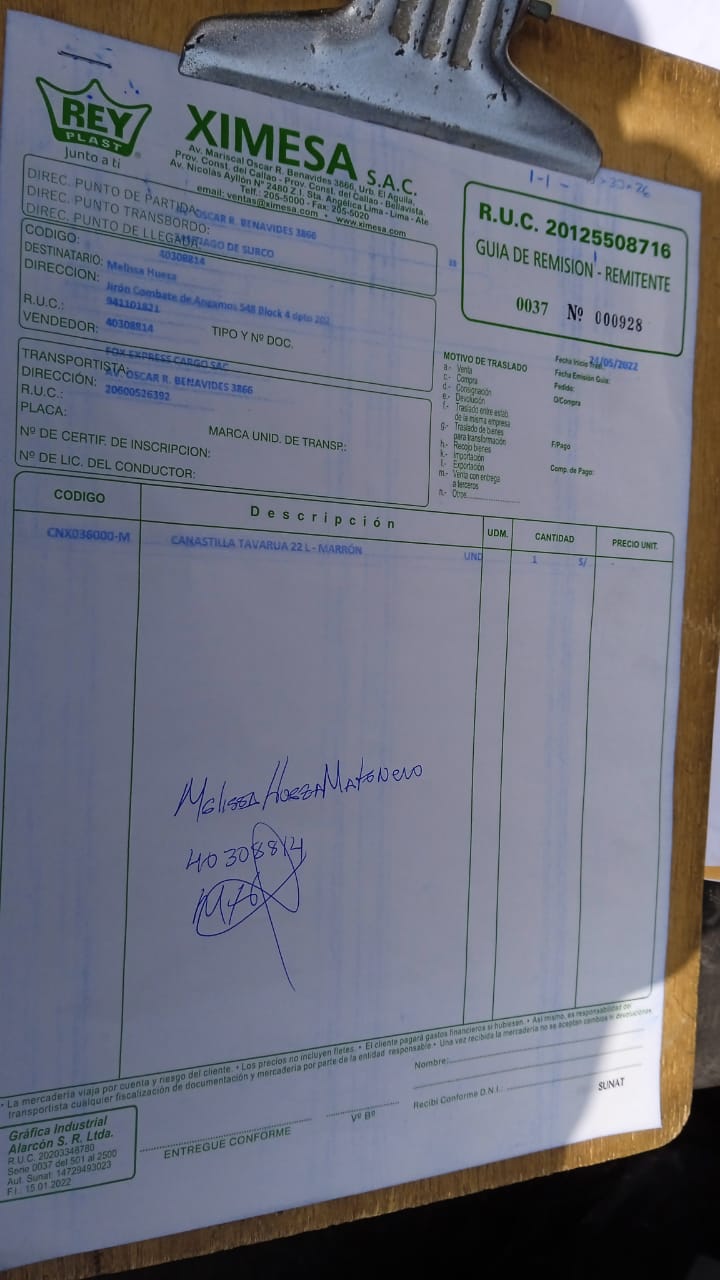 REY
PLAST
Junto a ti
XIMESA S.A.C.
Av. Mariscal Oscar R. Benavides 3866, Urb. El Aguila,
Prov. Const. del Callao - Prov. Const. del Callao - Bellavista.
Av. Nicolás Ayllón N° 2480 Z.I. Sta. Angélica Lima - Lima - Ate
Telf.: 205-5000 - Fax: 205-5020
email: ventas@ximesa.com • www.ximesa.com
R.U.C. 20125508716
GUIA DE REMISION - REMITENTE
0037 Nº 000928
DIREC. PUNTO DE PARTIDA: OSCAR R. BENAVIDES 3866
DIREC. PUNTO TRANSBORDO:
DIREC. PUNTO DE LLEGADA: SANTIAGO DE SURCO
CODIGO: 40308814
DESTINATARIO: Melissa Huesa
DIRECCION: Jirón Combate de Angamos 548 Block 4 dpto 202
R.U.C.: 941101821
VENDEDOR: 40308814 TIPO Y Nº DOC.
TRANSPORTISTA: FOX EXPRESS CARGO SAC
DIRECCIÓN: AV. OSCAR R. BENAVIDES 3866
R.U.C.: 20600526392
PLACA: MARCA UNID. DE TRANSP.:
Nº DE CERTIF. DE INSCRIPCION:
Nº DE LIC. DEL CONDUCTOR:
MOTIVO DE TRASLADO
a.- Venta
c.- Compra
d.- Consignación
e.- Devolución
f.- Traslado entre estab.
de la misma empresa
g.- Traslado de bienes
para transformación
h.- Recojo bienes
k.- Importación
l.- Exportación
m.- Venta con entrega
a terceros
n.- Otros
Fecha Inicio Tras. 24/05/2022
Fecha Emisión Guía:
Pedido:
O/Compra
F/Pago
Comp. de Pago:
CODIGO Descripción UDM. CANTIDAD PRECIO UNIT.
CNX036000-M CANASTILLA TAVARUA 22 L - MARRÓN UND 1 S/ -
Melissa Huesa
40308814
• La mercadería viaja por cuenta y riesgo del cliente. • Los precios no incluyen fletes. • El cliente pagará gastos financieros si hubiesen. • Así mismo, es responsabilidad del
transportista cualquier fiscalización de documentación y mercadería por parte de la entidad responsable. • Una vez recibida la mercadería no se aceptan cambios ni devoluciones.
Nombre:
Recibí Conforme D.N.I.:
SUNAT
ENTREGUE CONFORME
Vº Bº
Gráfica Industrial
Alarcón S. R. Ltda.
R.U.C. 20203348780
Serie 0037 del 501 al 2500
Aut. Sunat: 14729493023
F.I.: 15.01.2022